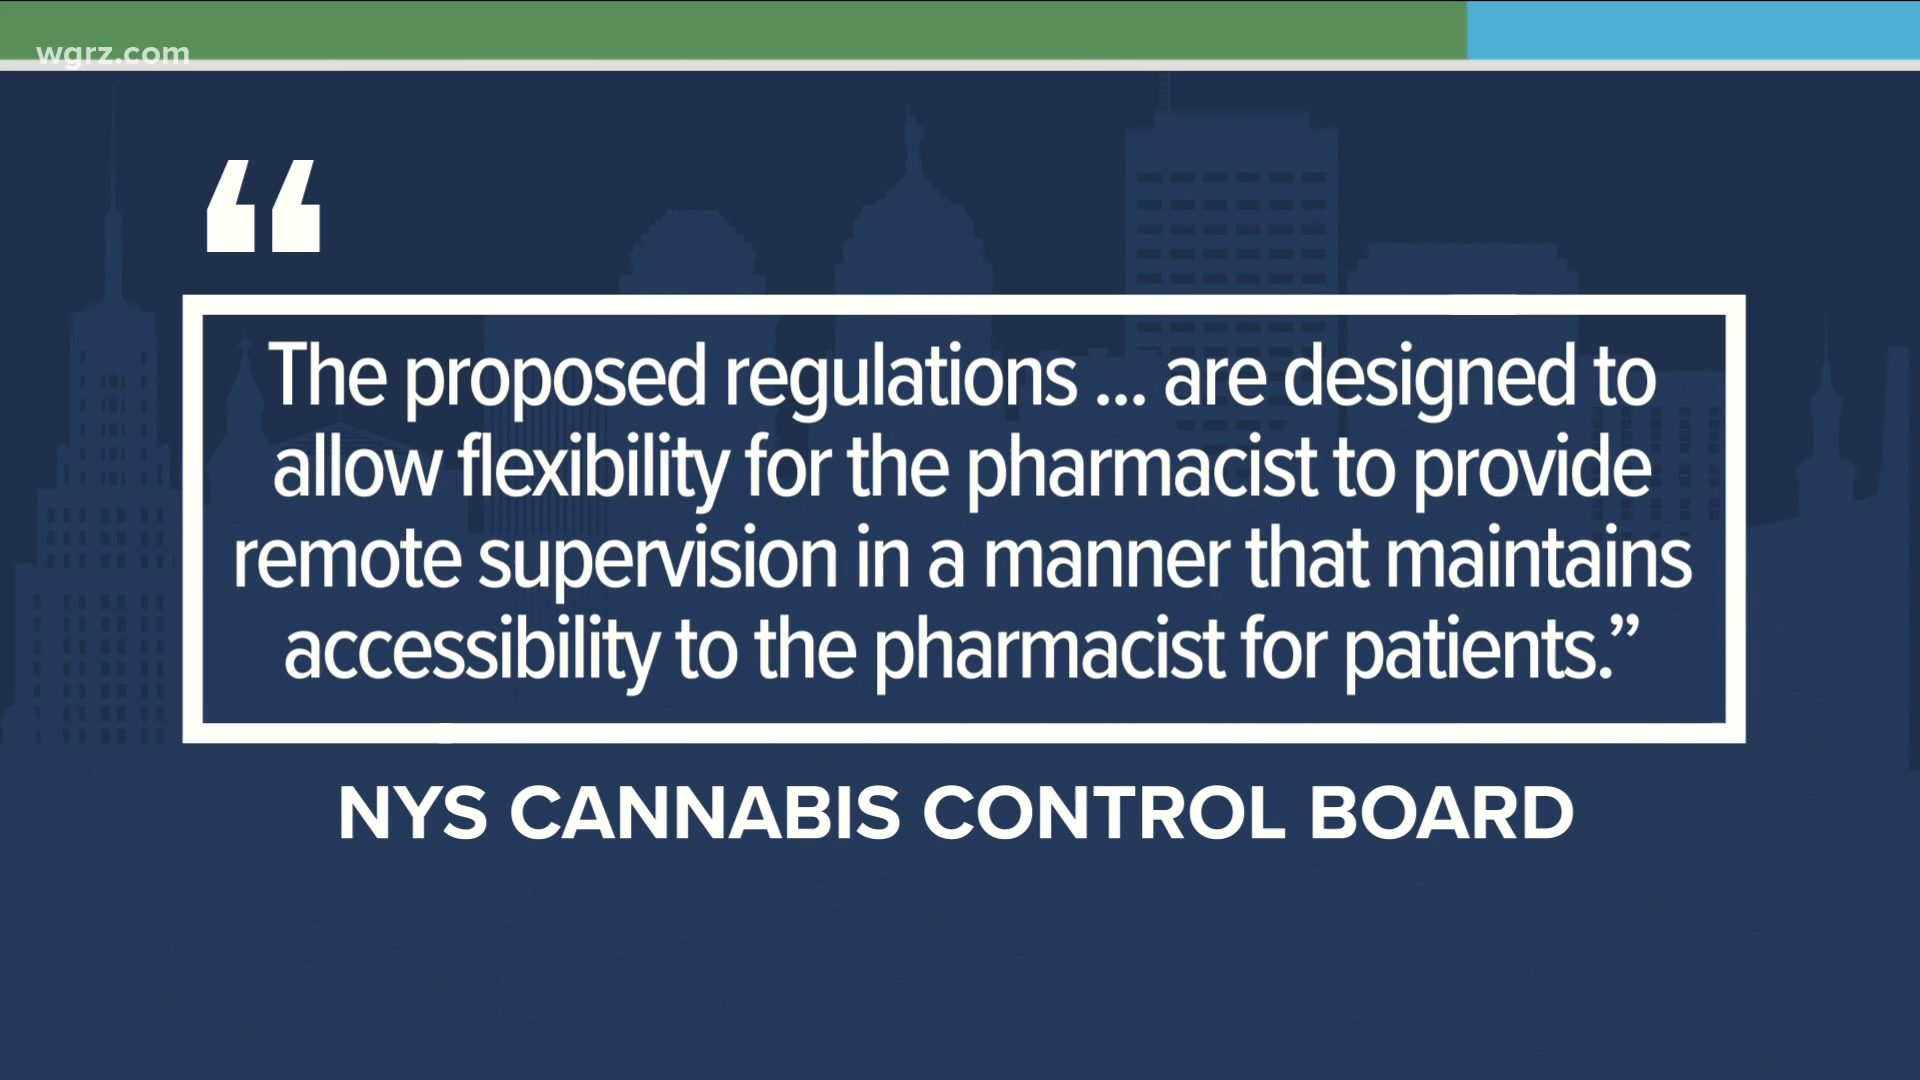 wgrz.com
“
The proposed regulations ... are designed to
allow flexibility for the pharmacist to provide
remote supervision in a manner that maintains
accessibility to the pharmacist for patients.”
NYS CANNABIS CONTROL BOARD